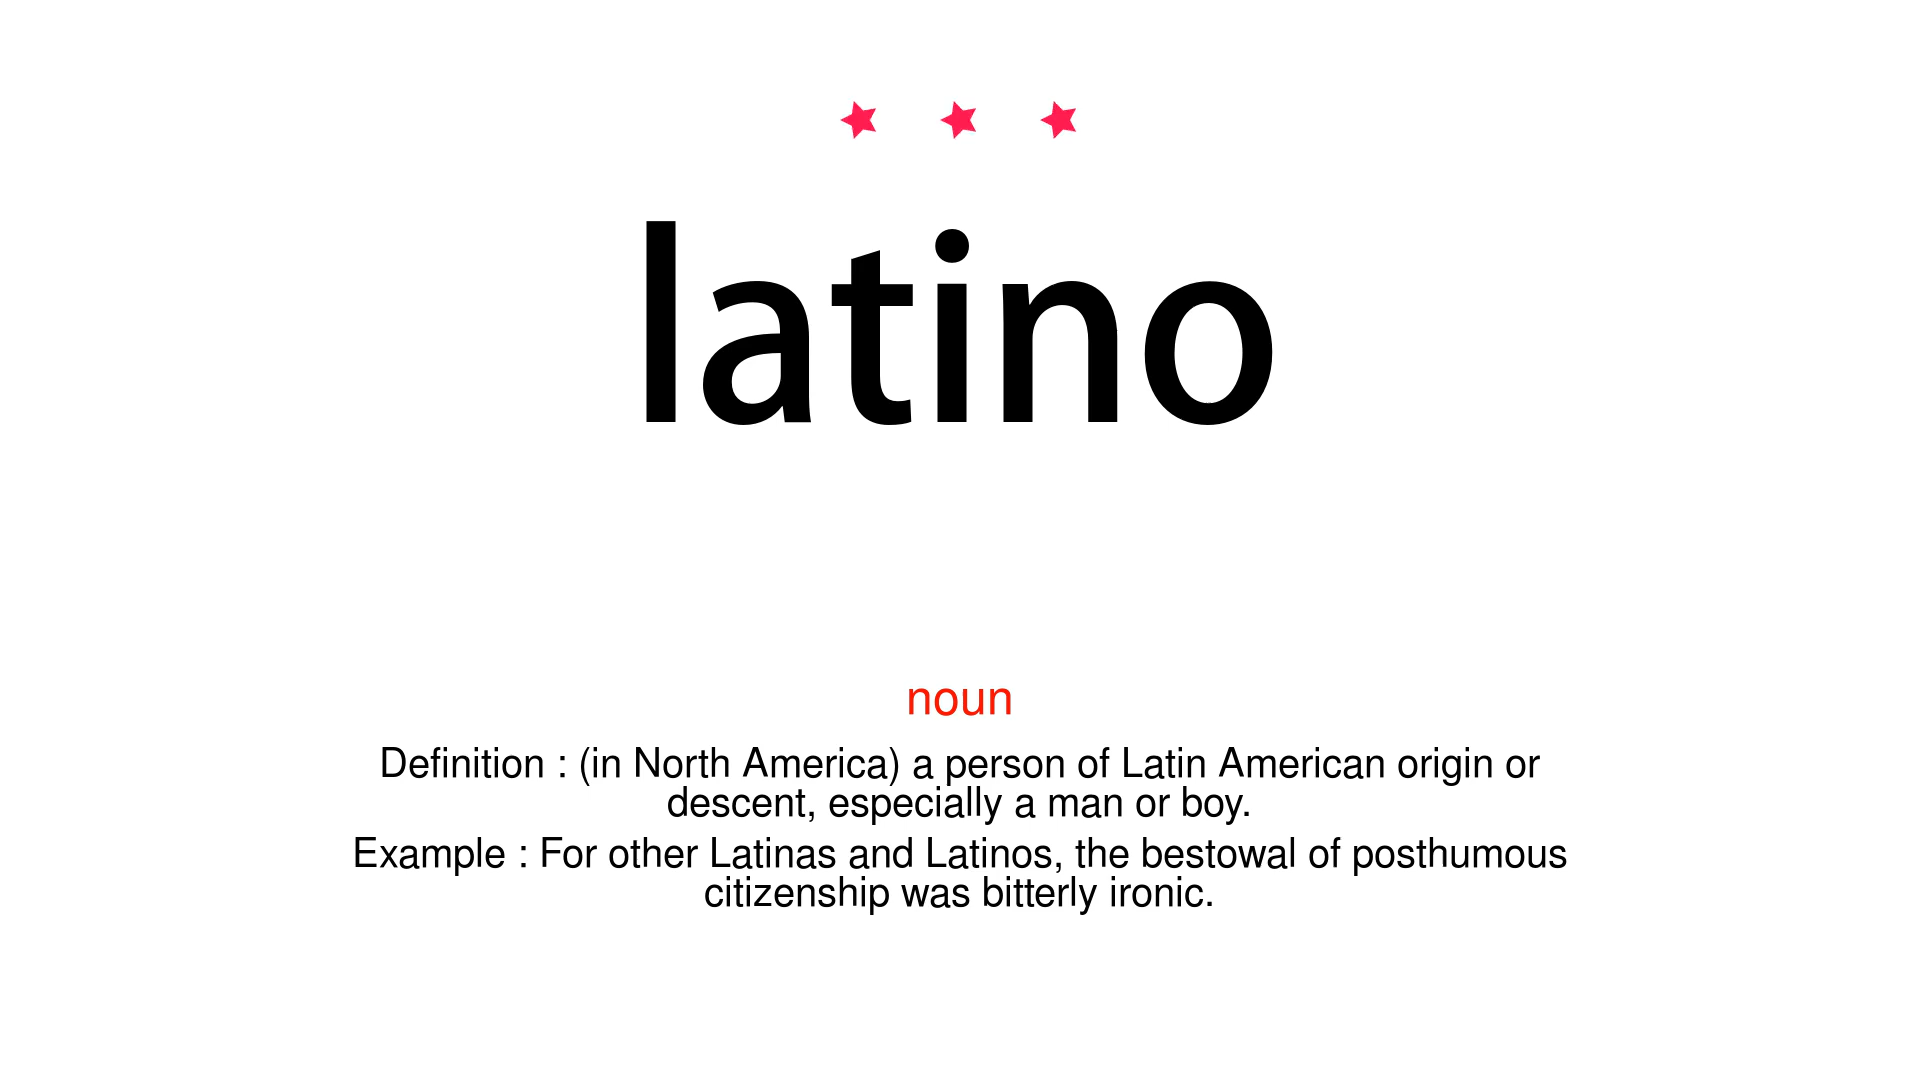 latino
noun
Definition : (in North America) a person of Latin American origin or
descent, especially a man or boy.
Example : For other Latinas and Latinos, the bestowal of posthumous
citizenship was bitterly ironic.